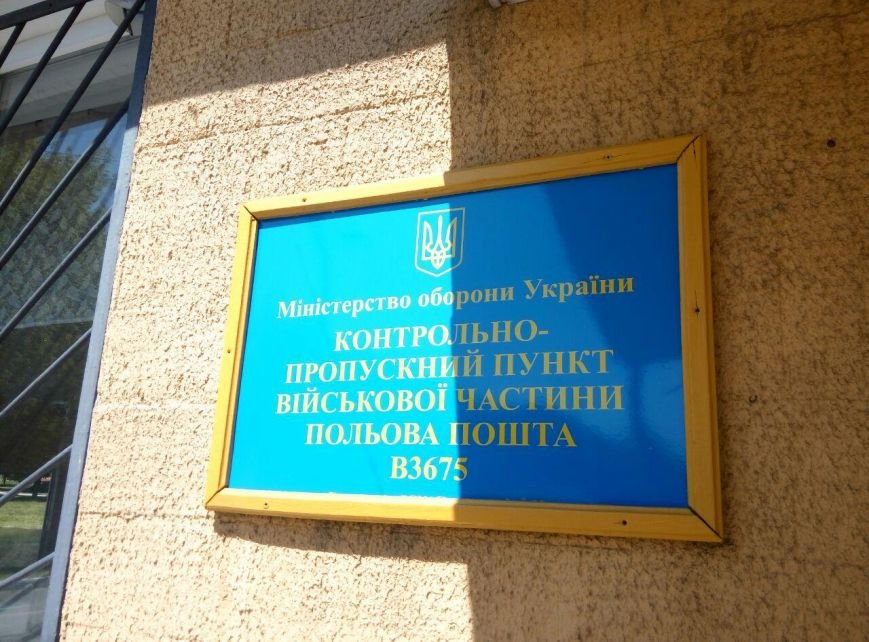 Міністерство оборони України
КОНТРОЛЬНО-
ПРОПУСКНИЙ ПУНКТ
ВІЙСЬКОВОЇ ЧАСТИНИ
ПОЛЬОВА ПОШТА
В3675